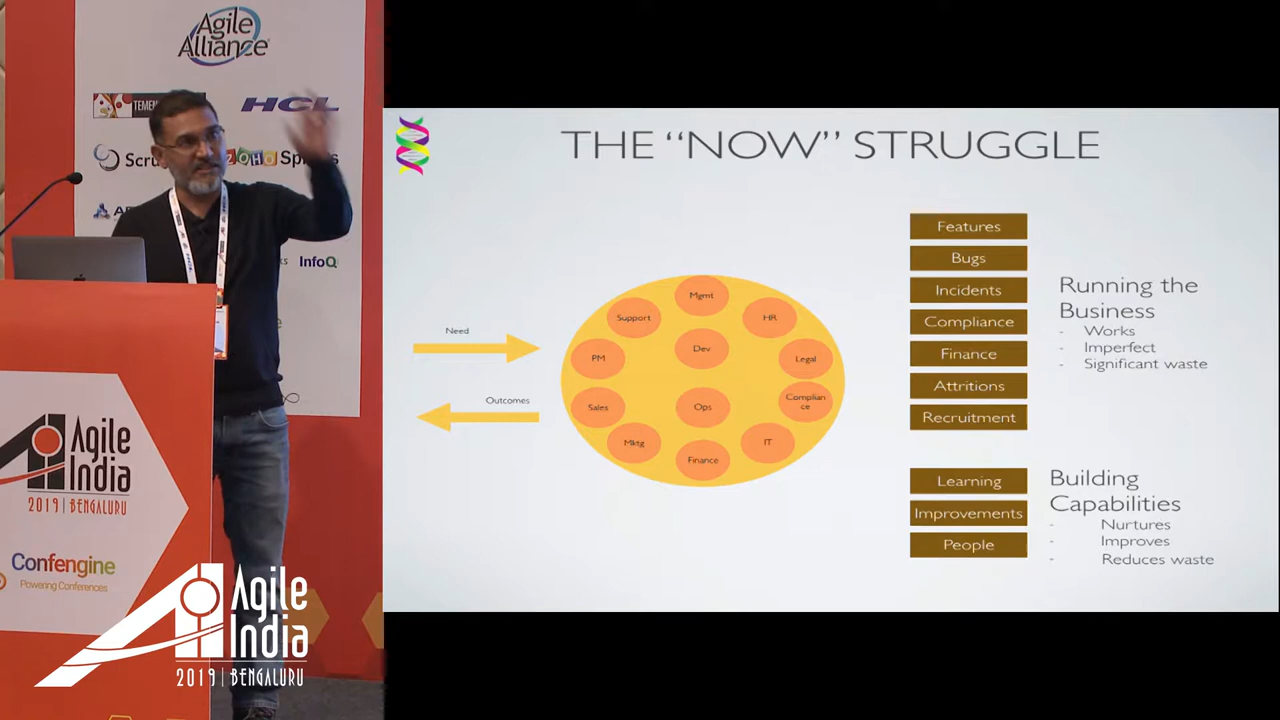 Agile
Alliance
TEMEN
HCL
Scru
ZOHO Sp
InfoQ
Agile
India
2019 | BENGALURU
Confengine
Powering Conferences
Agile
India
2019 | BENGALURU
THE “NOW” STRUGGLE
Need
Outcomes
Mgmt
Support
HR
PM
Dev
Legal
Sales
Ops
Complian
ce
Mktg
IT
Finance
Features
Bugs
Incidents
Compliance
Finance
Attritions
Recruitment
Running the
Business
- Works
- Imperfect
- Significant waste
Learning
Improvements
People
Building
Capabilities
- Nurtures
- Improves
- Reduces waste